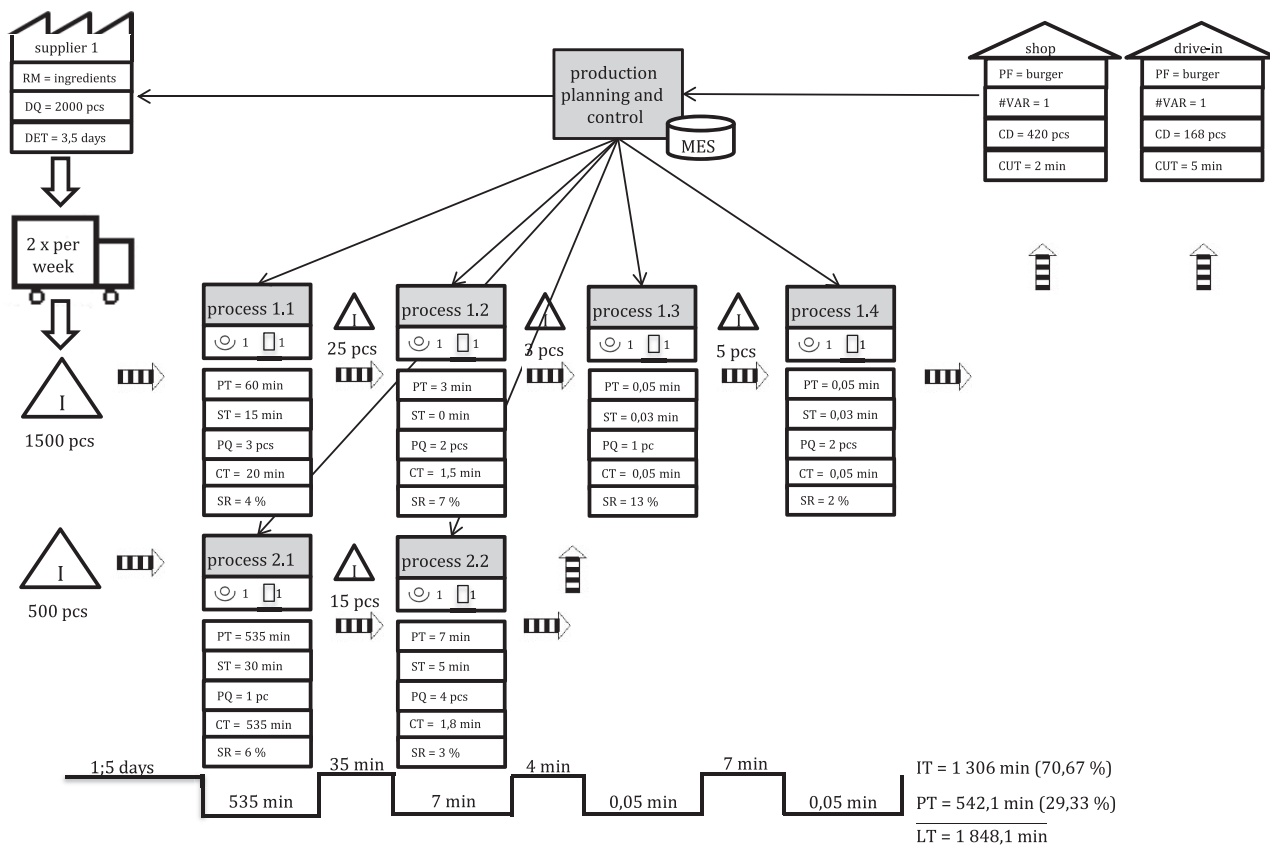 supplier 1
RM = ingredients
DQ = 2000 pcs
DET = 3,5 days
2 x per
week
I
1500 pcs
I
500 pcs
production
planning and
control
MES
shop
PF = burger
#VAR = 1
CD = 420 pcs
CUT = 2 min
drive-in
PF = burger
#VAR = 1
CD = 168 pcs
CUT = 5 min
process 1.1
1 1
PT = 60 min
ST = 15 min
PQ = 3 pcs
CT = 20 min
SR = 4 %
I
25 pcs
process 1.2
1 1
PT = 3 min
ST = 0 min
PQ = 2 pcs
CT = 1,5 min
SR = 7 %
I
3 pcs
process 1.3
1 1
PT = 0,05 min
ST = 0,03 min
PQ = 1 pc
CT = 0,05 min
SR = 13 %
I
5 pcs
process 1.4
1 1
PT = 0,05 min
ST = 0,03 min
PQ = 2 pcs
CT = 0,05 min
SR = 2 %
process 2.1
1 1
PT = 535 min
ST = 30 min
PQ = 1 pc
CT = 535 min
SR = 6 %
I
15 pcs
process 2.2
1 1
PT = 7 min
ST = 5 min
PQ = 4 pcs
CT = 1,8 min
SR = 3 %
1;5 days
535 min
35 min
7 min
4 min
0,05 min
7 min
0,05 min
IT = 1 306 min (70,67 %)
PT = 542,1 min (29,33 %)
LT = 1 848,1 min